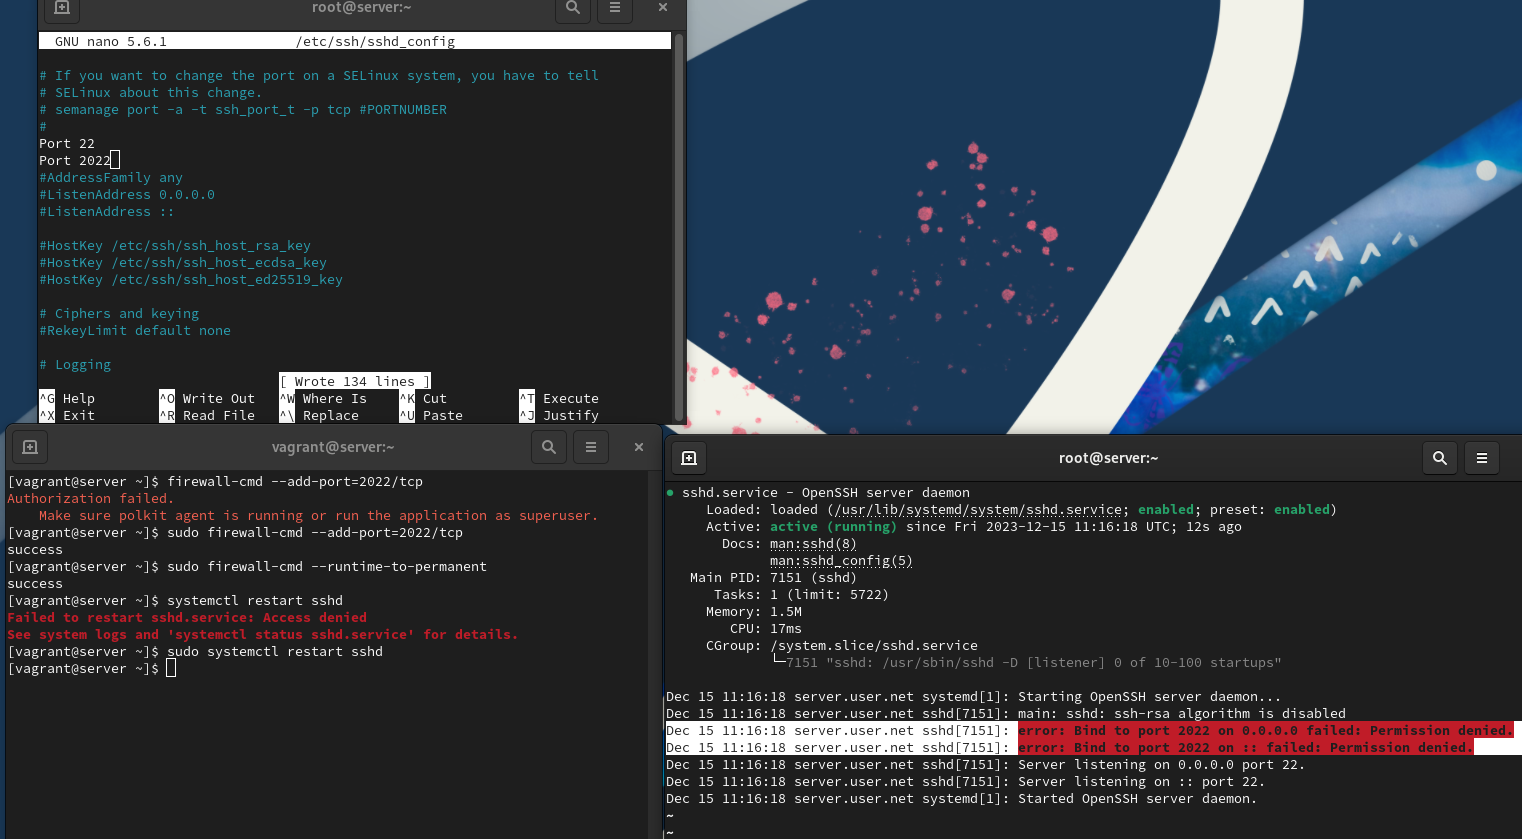 root@server:~
GNU nano 5.6.1 /etc/ssh/sshd_config
# If you want to change the port on a SELinux system, you have to tell
# SELinux about this change.
# semanage port -a -t ssh_port_t -p tcp #PORTNUMBER
#
Port 22
Port 2022
#AddressFamily any
#ListenAddress 0.0.0.0
#ListenAddress ::
#HostKey /etc/ssh/ssh_host_rsa_key
#HostKey /etc/ssh/ssh_host_ecdsa_key
#HostKey /etc/ssh/ssh_host_ed25519_key
# Ciphers and keying
#RekeyLimit default none
# Logging
[ Wrote 134 lines ]
^G Help ^O Write Out ^W Where Is ^K Cut ^T Execute
^X Exit ^R Read File ^\ Replace ^U Paste ^J Justify
vagrant@server:~
[vagrant@server ~]$ firewall-cmd --add-port=2022/tcp
Authorization failed.
Make sure polkit agent is running or run the application as superuser.
[vagrant@server ~]$ sudo firewall-cmd --add-port=2022/tcp
success
[vagrant@server ~]$ sudo firewall-cmd --runtime-to-permanent
success
[vagrant@server ~]$ systemctl restart sshd
Failed to restart sshd.service: Access denied
See system logs and 'systemctl status sshd.service' for details.
[vagrant@server ~]$ sudo systemctl restart sshd
[vagrant@server ~]$
root@server:~
● sshd.service - OpenSSH server daemon
Loaded: loaded (/usr/lib/systemd/system/sshd.service; enabled; preset: enabled)
Active: active (running) since Fri 2023-12-15 11:16:18 UTC; 12s ago
Docs: man:sshd(8)
man:sshd_config(5)
Main PID: 7151 (sshd)
Tasks: 1 (limit: 5722)
Memory: 1.5M
CPU: 17ms
CGroup: /system.slice/sshd.service
└─7151 "sshd: /usr/sbin/sshd -D [listener] 0 of 10-100 startups"
Dec 15 11:16:18 server.user.net systemd[1]: Starting OpenSSH server daemon...
Dec 15 11:16:18 server.user.net sshd[7151]: main: sshd: ssh-rsa algorithm is disabled
Dec 15 11:16:18 server.user.net sshd[7151]: error: Bind to port 2022 on 0.0.0.0 failed: Permission denied.
Dec 15 11:16:18 server.user.net sshd[7151]: error: Bind to port 2022 on :: failed: Permission denied.
Dec 15 11:16:18 server.user.net sshd[7151]: Server listening on 0.0.0.0 port 22.
Dec 15 11:16:18 server.user.net sshd[7151]: Server listening on :: port 22.
Dec 15 11:16:18 server.user.net systemd[1]: Started OpenSSH server daemon.
~
~